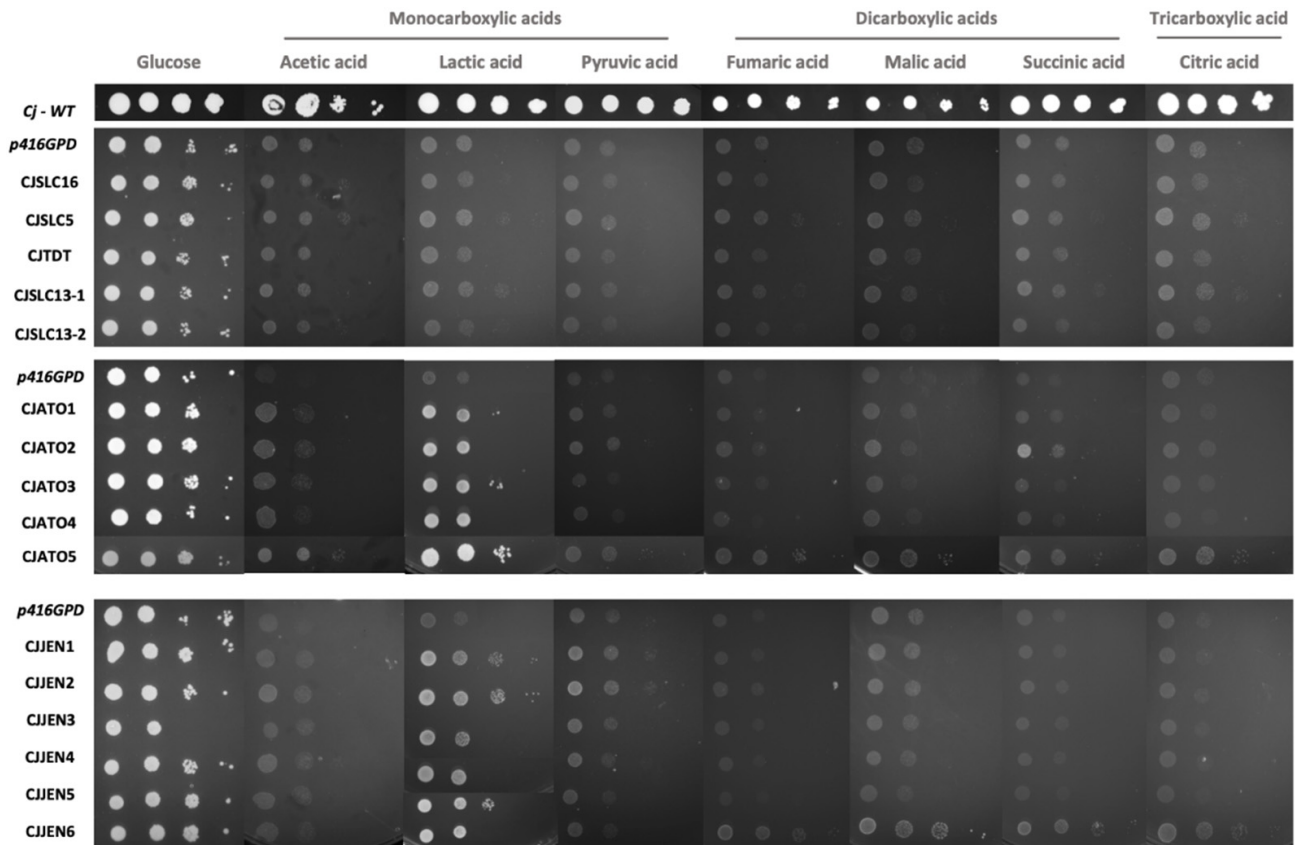 Monocarboxylic acids Dicarboxylic acids Tricarboxylic acid
Glucose Acetic acid Lactic acid Pyruvic acid Fumaric acid Malic acid Succinic acid Citric acid
Cj - WT
p416GPD
CJSLC16
CJSLC5
CJTDT
CJSLC13-1
CJSLC13-2
p416GPD
CJATO1
CJATO2
CJATO3
CJATO4
CJATO5
p416GPD
CJJEN1
CJJEN2
CJJEN3
CJJEN4
CJJEN5
CJJEN6